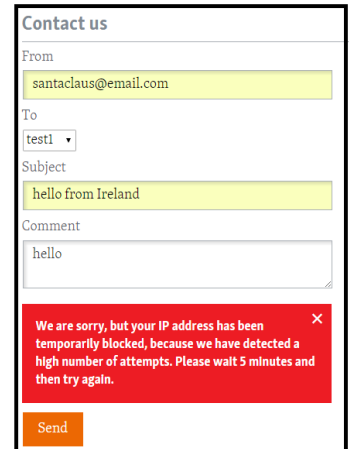 Contact us
From
santaclaus@email.com
To
test1
Subject
hello from Ireland
Comment
hello
We are sorry, but your IP address has been
temporarily blocked, because we have detected a
high number of attempts. Please wait 5 minutes and
then try again.
Send